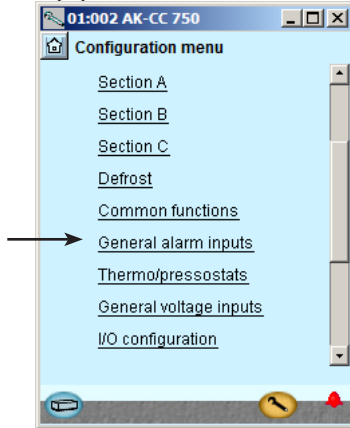 01:002 AK-CC 750
Configuration menu
Section A
Section B
Section C
Defrost
Common functions
General alarm inputs
Thermo/pressostats
General voltage inputs
I/O configuration